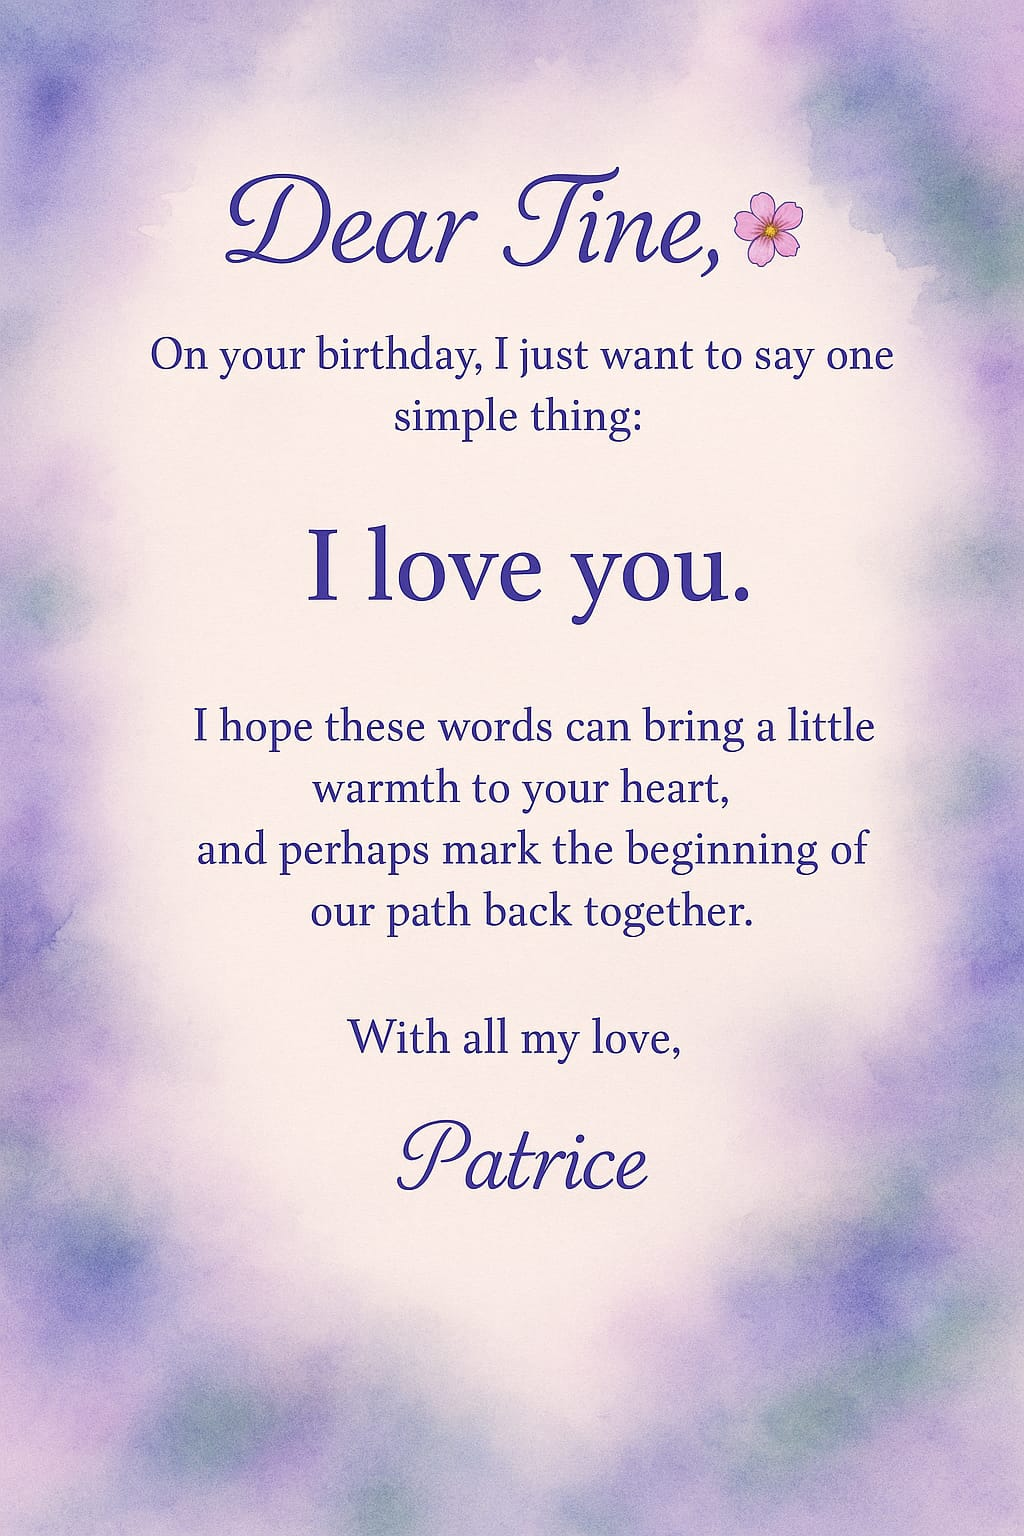 Dear Tine,
On your birthday, I just want to say one
simple thing:
I love you.
I hope these words can bring a little
warmth to your heart,
and perhaps mark the beginning of
our path back together.
With all my love,
Patrice